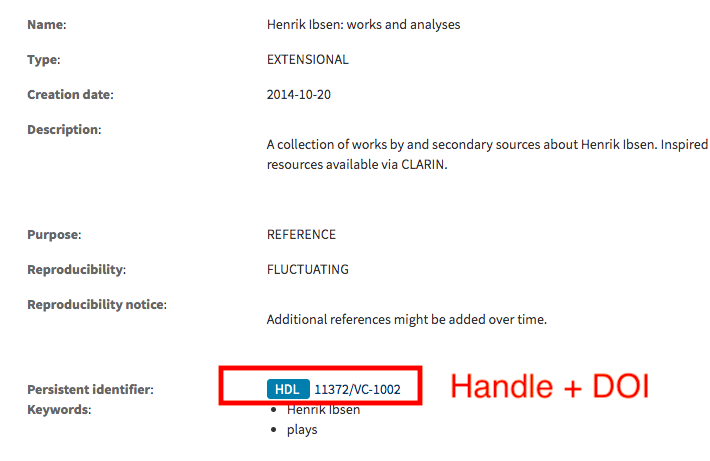 Name: Henrik Ibsen: works and analyses
Type: EXTENSIONAL
Creation date: 2014-10-20
Description:
A collection of works by and secondary sources about Henrik Ibsen. Inspired
resources available via CLARIN.
Purpose: REFERENCE
Reproducibility: FLUCTUATING
Reproducibility notice:
Additional references might be added over time.
Persistent identifier: HDL 11372/VC-1002 Handle + DOI
Keywords: • Henrik Ibsen
• plays